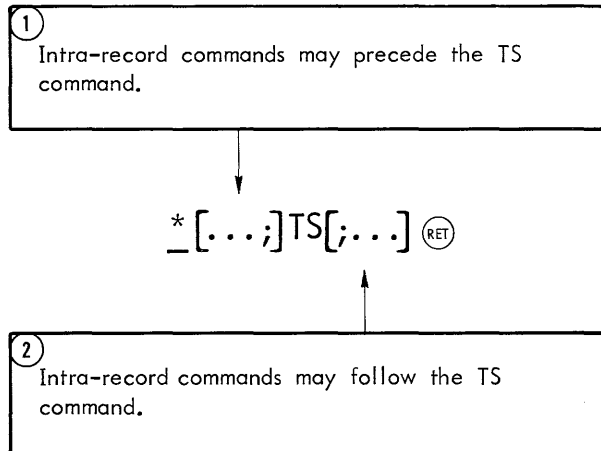 1
Intra-record commands may precede the TS
command.
*[...;]TS[;...] RET
2
Intra-record commands may follow the TS
command.